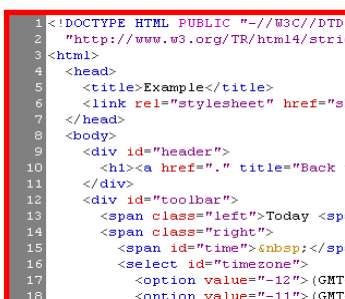 1 <!DOCTYPE HTML PUBLIC "-//W3C//DTD
2 "http://www.w3.org/TR/html4/stri
3 <html>
4 <head>
5 <title>Example</title>
6 <link rel="stylesheet" href="s
7 </head>
8 <body>
9 <div id="header">
10 <h1><a href="." title="Back
11 </div>
12 <div id="toolbar">
13 <span class="left">Today <sp
14 <span class="right">
15 <span id="time">&nbsp;</sp
16 <select id="timezone">
17 <option value="-12">(GMT
18 <option value="-11">(GMT